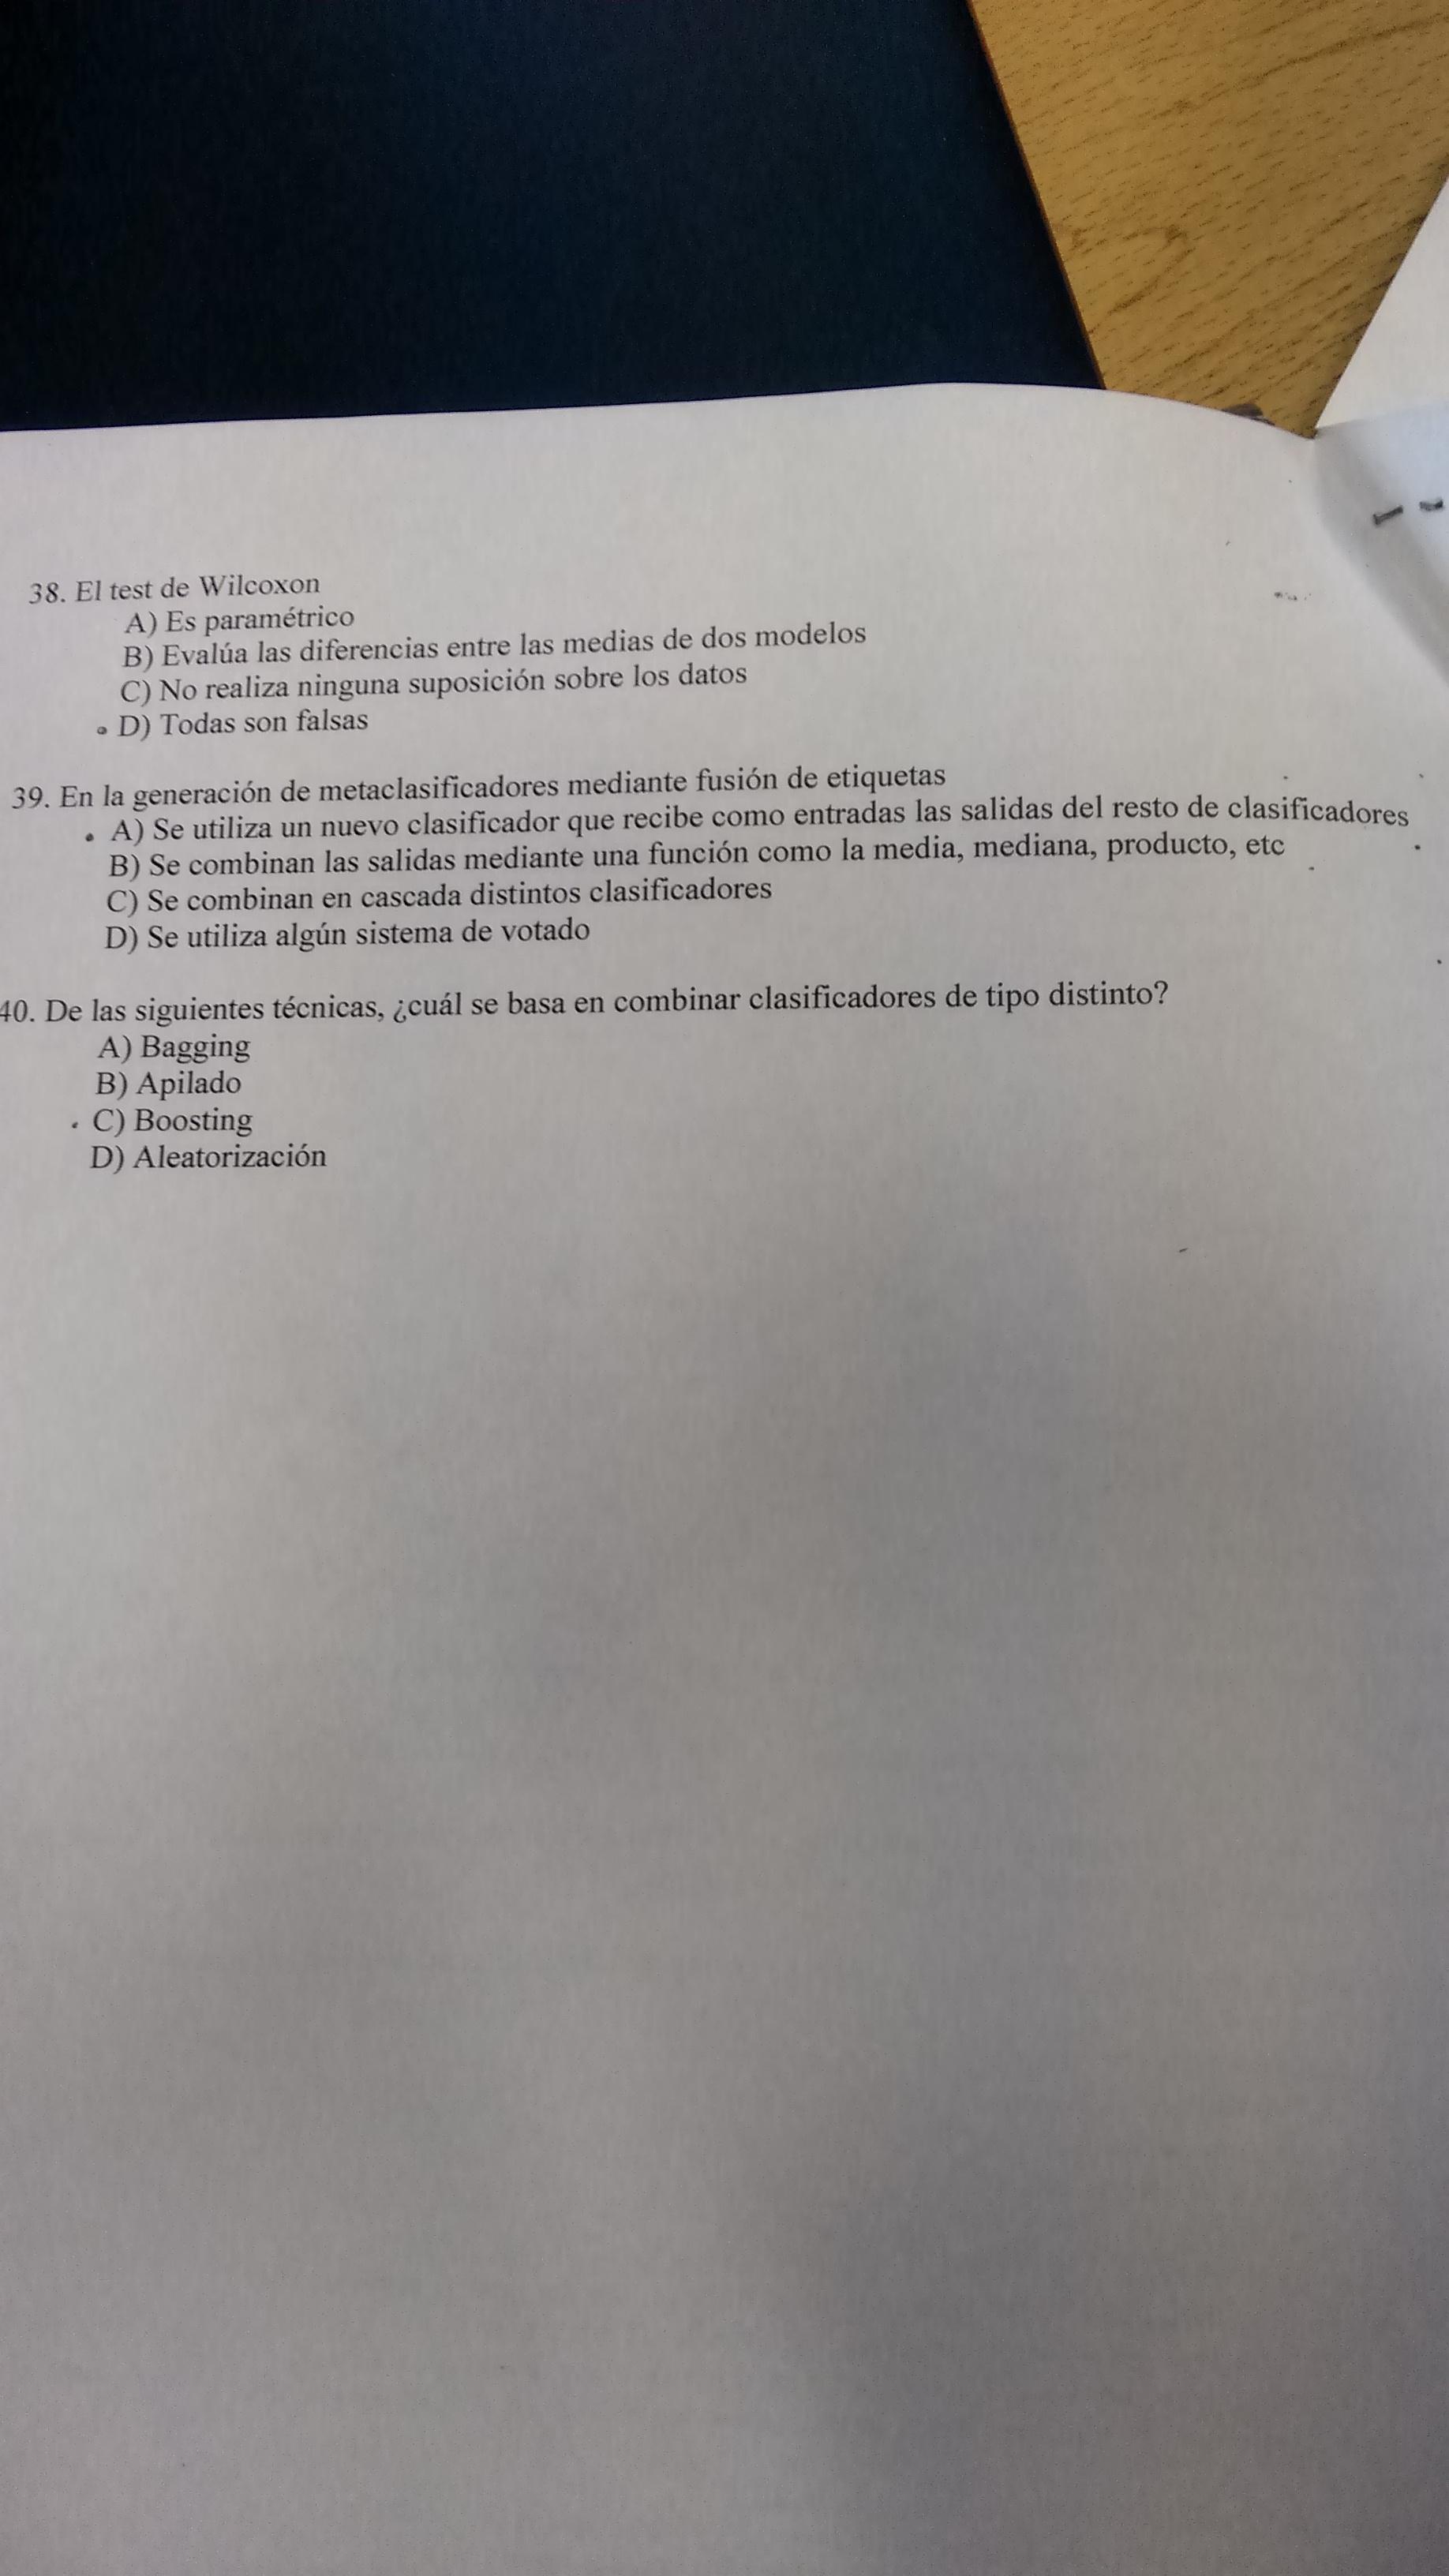 38. El test de Wilcoxon
A) Es paramétrico
B) Evalúa las diferencias entre las medias de dos modelos
C) No realiza ninguna suposición sobre los datos
D) Todas son falsas
39. En la generación de metaclasificadores mediante fusión de etiquetas
A) Se utiliza un nuevo clasificador que recibe como entradas las salidas del resto de clasificadores
B) Se combinan las salidas mediante una función como la media, mediana, producto, etc
C) Se combinan en cascada distintos clasificadores
D) Se utiliza algún sistema de votado
40. De las siguientes técnicas, ¿cuál se basa en combinar clasificadores de tipo distinto?
A) Bagging
B) Apilado
C) Boosting
D) Aleatorización